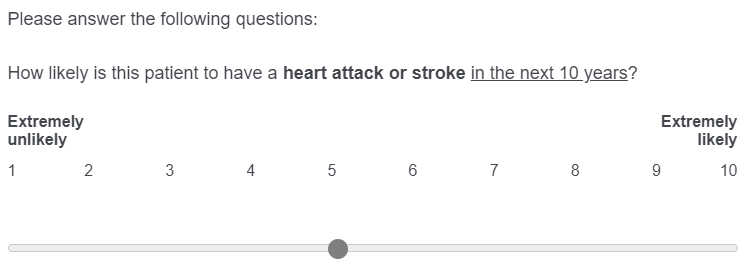 Please answer the following questions:
How likely is this patient to have a heart attack or stroke in the next 10 years?
Extremely unlikely
Extremely likely
1 2 3 4 5 6 7 8 9 10